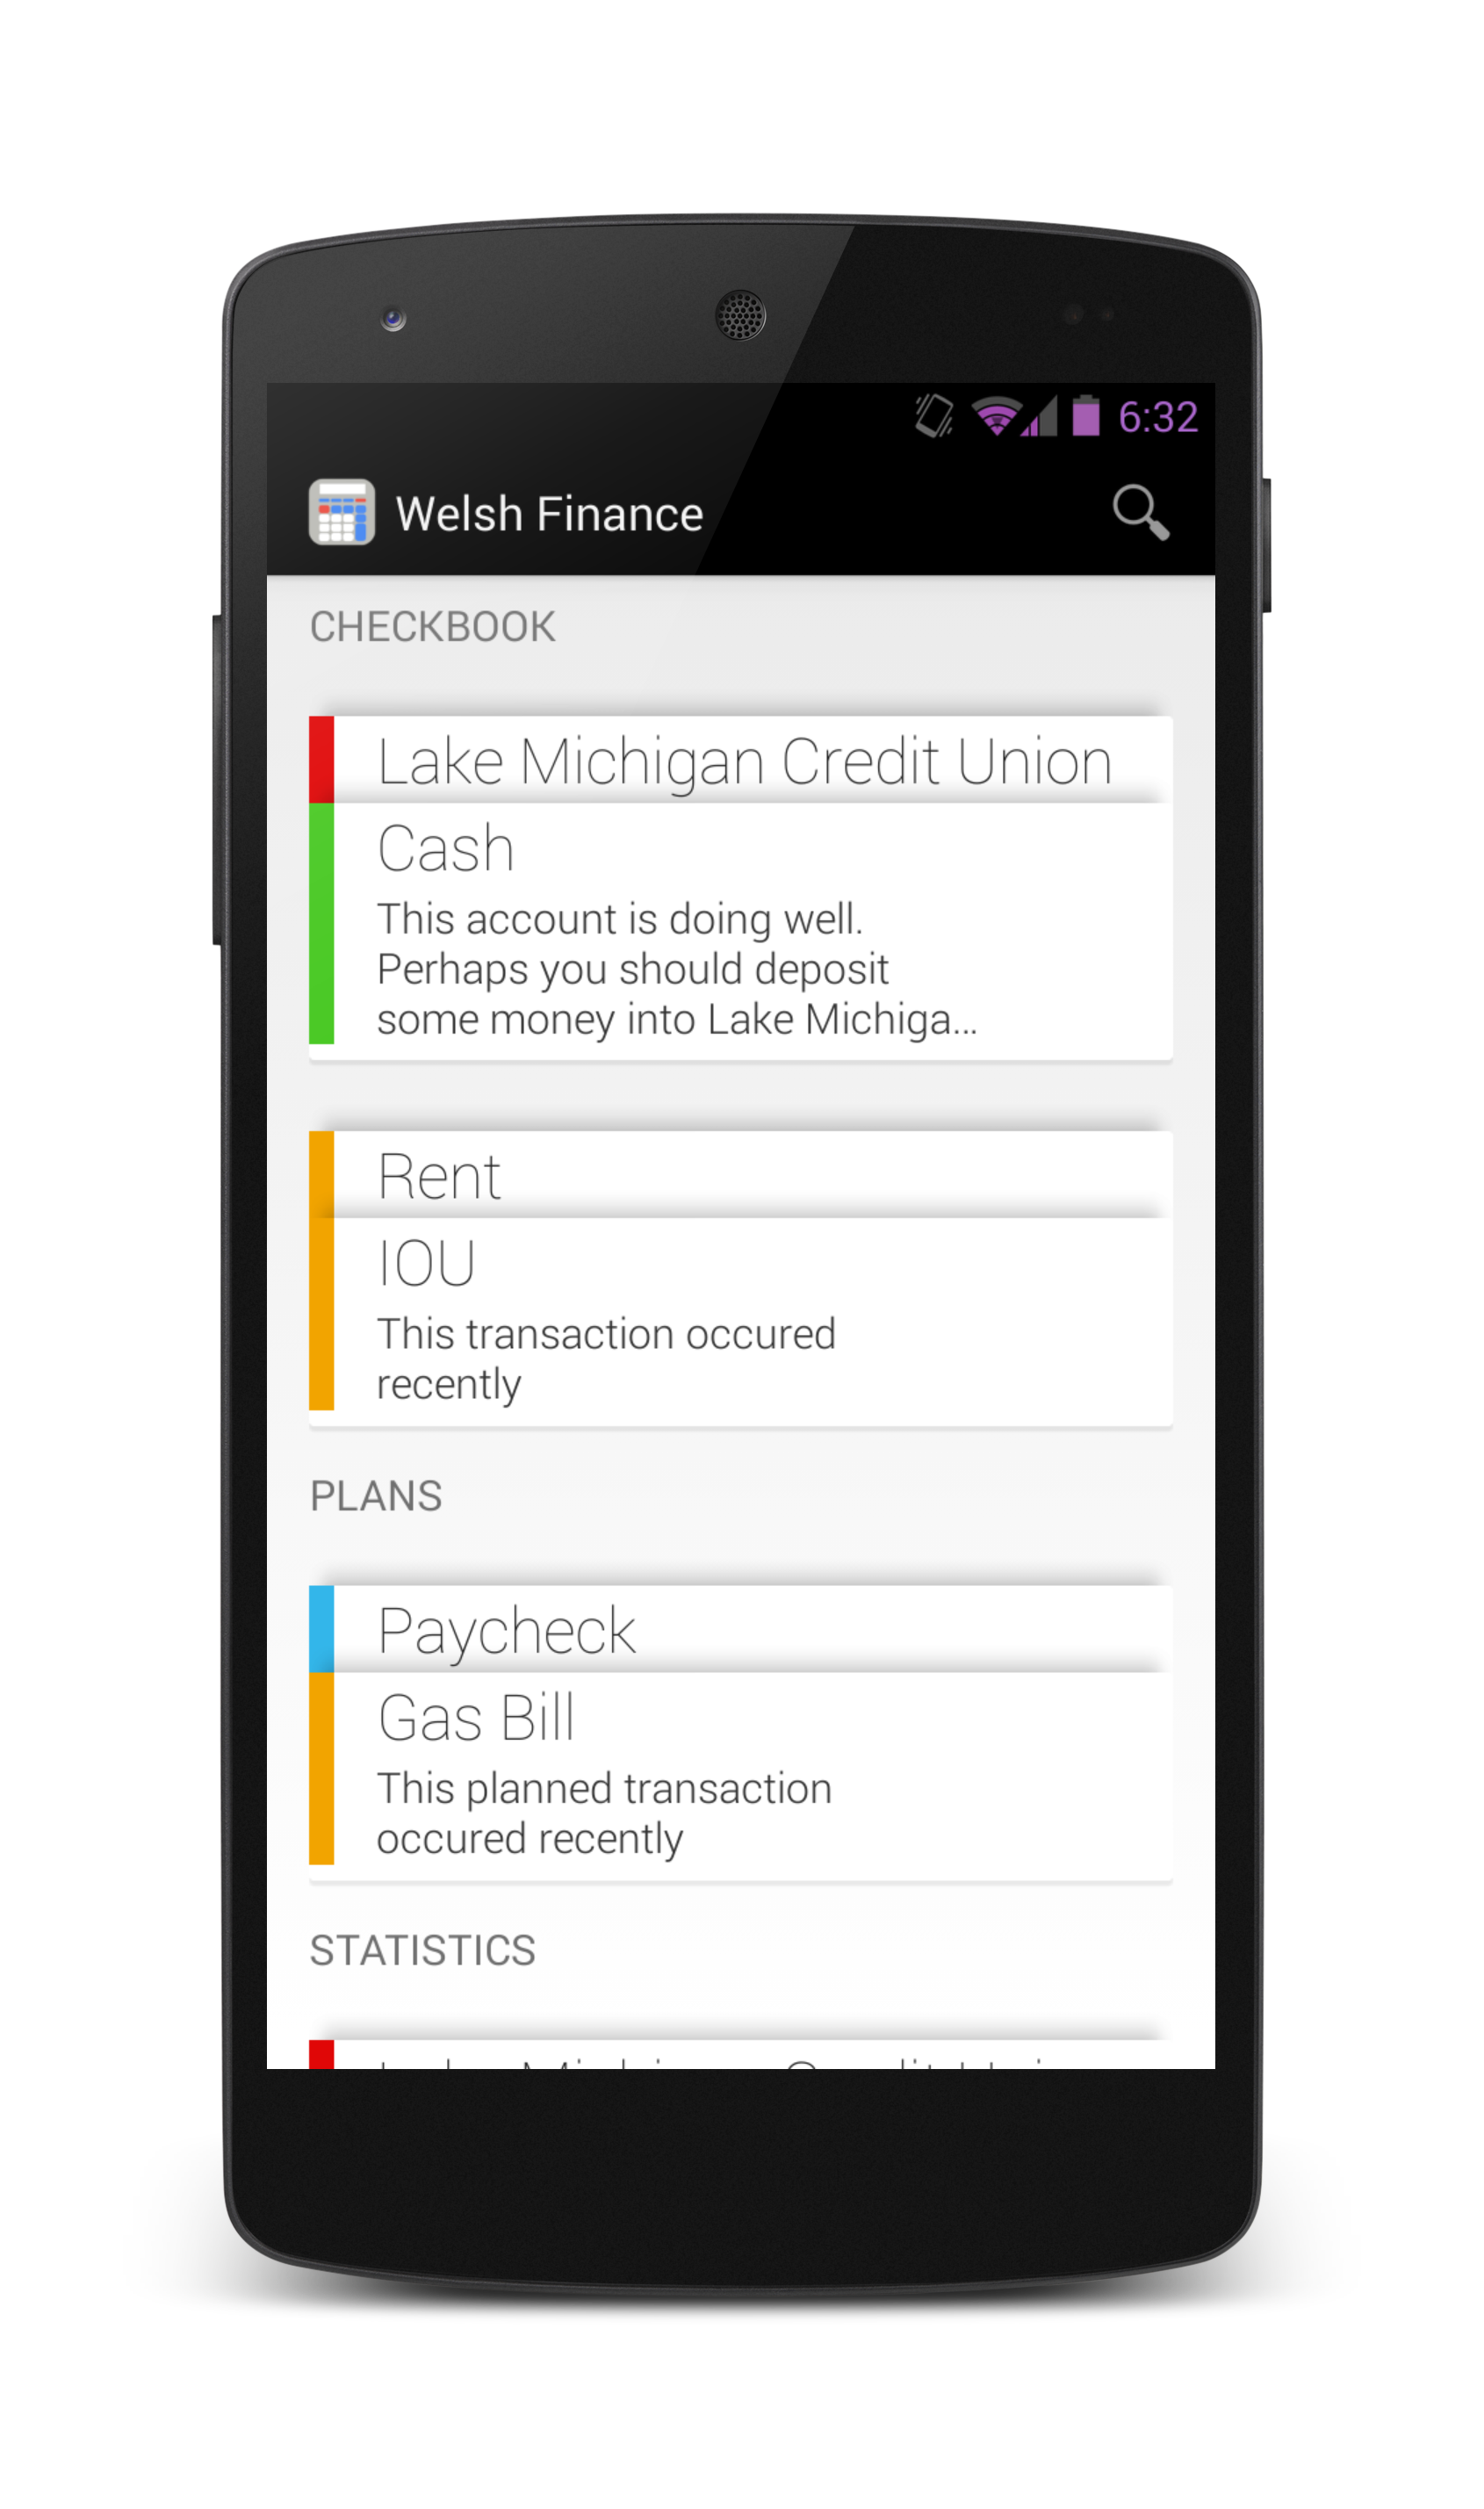 6:32
Welsh Finance
CHECKBOOK
Lake Michigan Credit Union
Cash
This account is doing well.
Perhaps you should deposit
some money into Lake Michiga...
Rent
IOU
This transaction occured
recently
PLANS
Paycheck
Gas Bill
This planned transaction
occured recently
STATISTICS